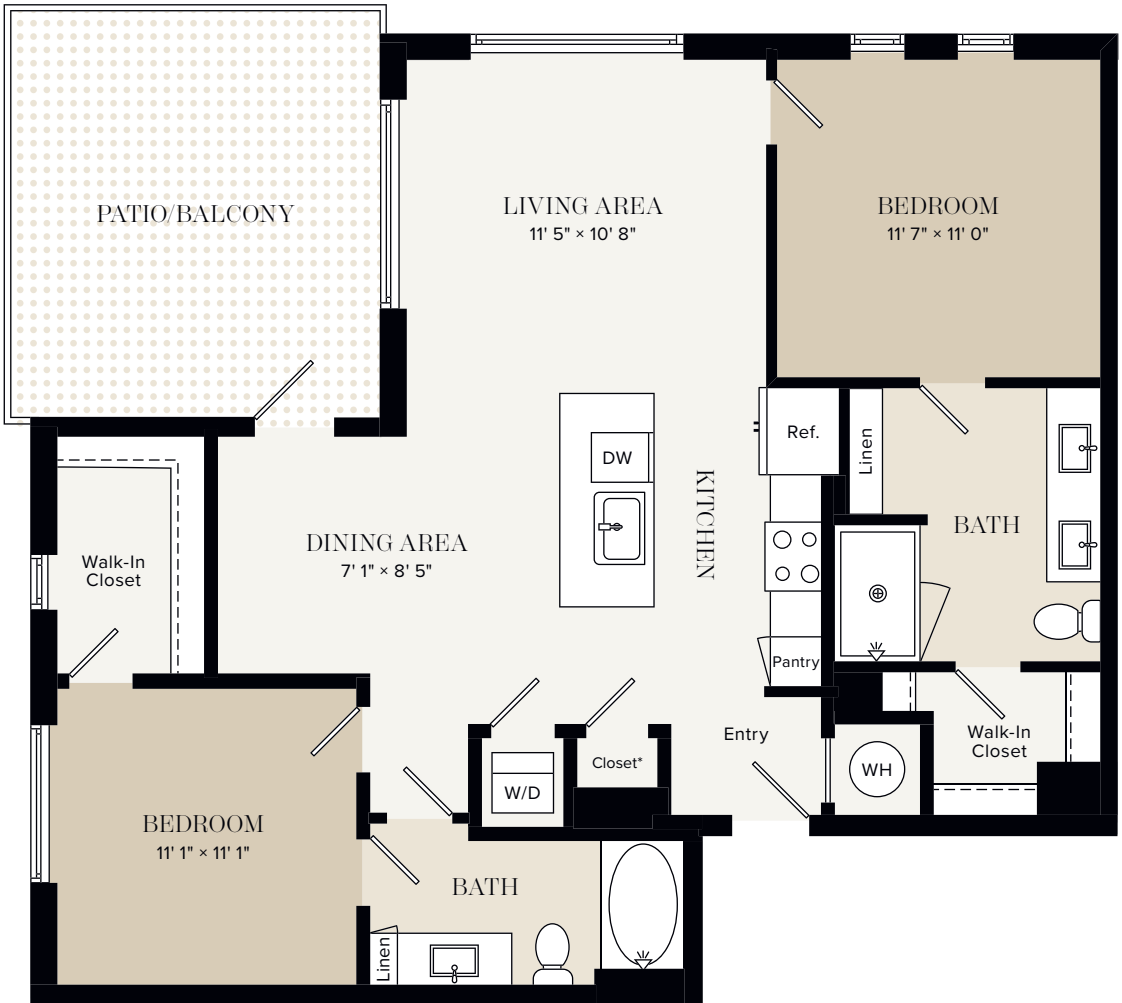 PATIO/BALCONY
LIVING AREA
11' 5" × 10' 8"
BEDROOM
11' 7" × 11' 0"
Ref.
Linen
DW
KITCHEN
BATH
DINING AREA
7' 1" × 8' 5"
Walk-In
Closet
Pantry
Entry
Walk-In
Closet
Closet*
WH
W/D
BEDROOM
11' 1" × 11' 1"
BATH
Linen